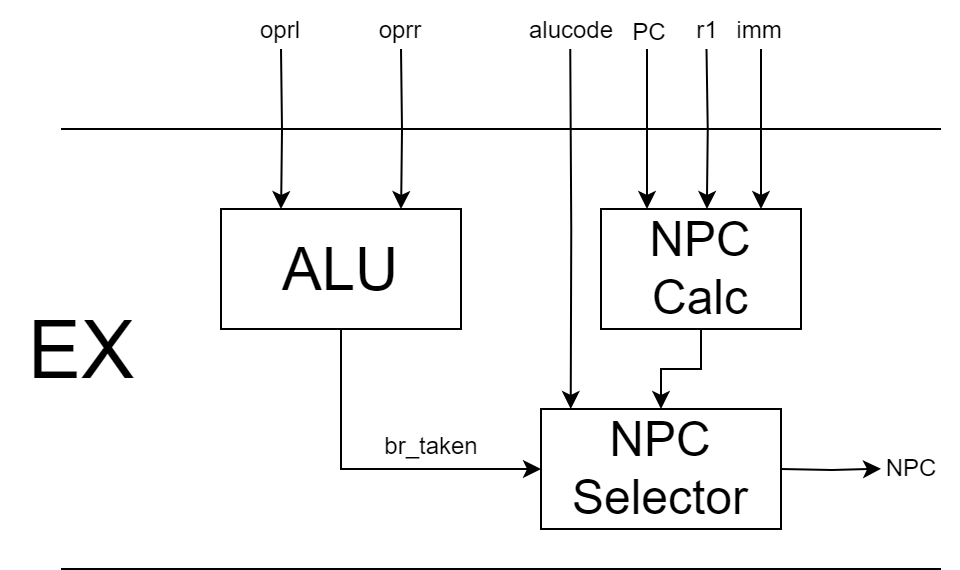 oprl
oprr
alucode
PC
r1
imm
ALU
NPC
Calc
EX
br_taken
NPC
Selector
NPC